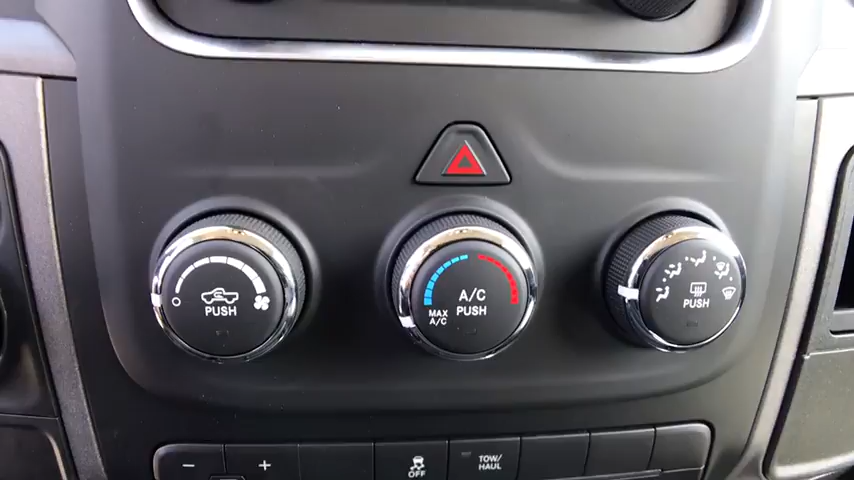 PUSH
A/C
PUSH
MAX
A/C
PUSH
− +
OFF
TOW/
HAUL